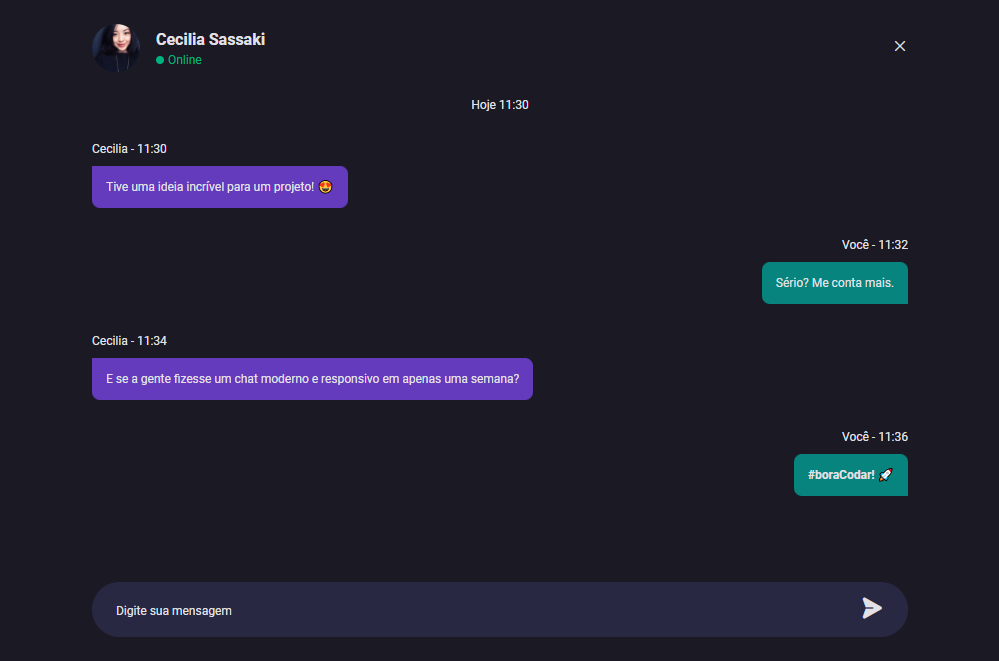 Cecilia Sassaki
Online
Hoje 11:30
Cecilia - 11:30
Tive uma ideia incrível para um projeto! 😍
Você - 11:32
Sério? Me conta mais.
Cecilia - 11:34
E se a gente fizesse um chat moderno e responsivo em apenas uma semana?
Você - 11:36
#boraCodar! 🚀
Digite sua mensagem